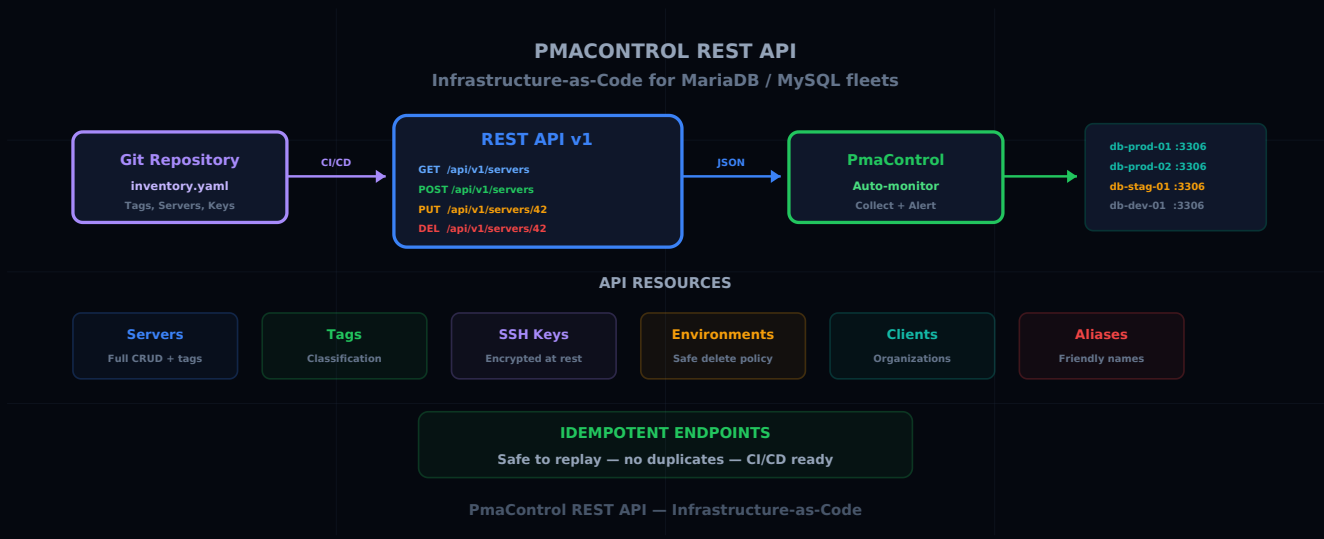 PMACONTROL REST API
Infrastructure-as-Code for MariaDB / MySQL fleets
Git Repository
inventory.yaml
Tags, Servers, Keys
CI/CD
REST API v1
GET /api/v1/servers
POST /api/v1/servers
PUT /api/v1/servers/42
DEL /api/v1/servers/42
JSON
PmaControl
Auto-monitor
Collect + Alert
db-prod-01 :3306
db-prod-02 :3306
db-stag-01 :3306
db-dev-01 :3306
API RESOURCES
Servers
Full CRUD + tags
Tags
Classification
SSH Keys
Encrypted at rest
Environments
Safe delete policy
Clients
Organizations
Aliases
Friendly names
IDEMPOTENT ENDPOINTS
Safe to replay — no duplicates — CI/CD ready
PmaControl REST API — Infrastructure-as-Code